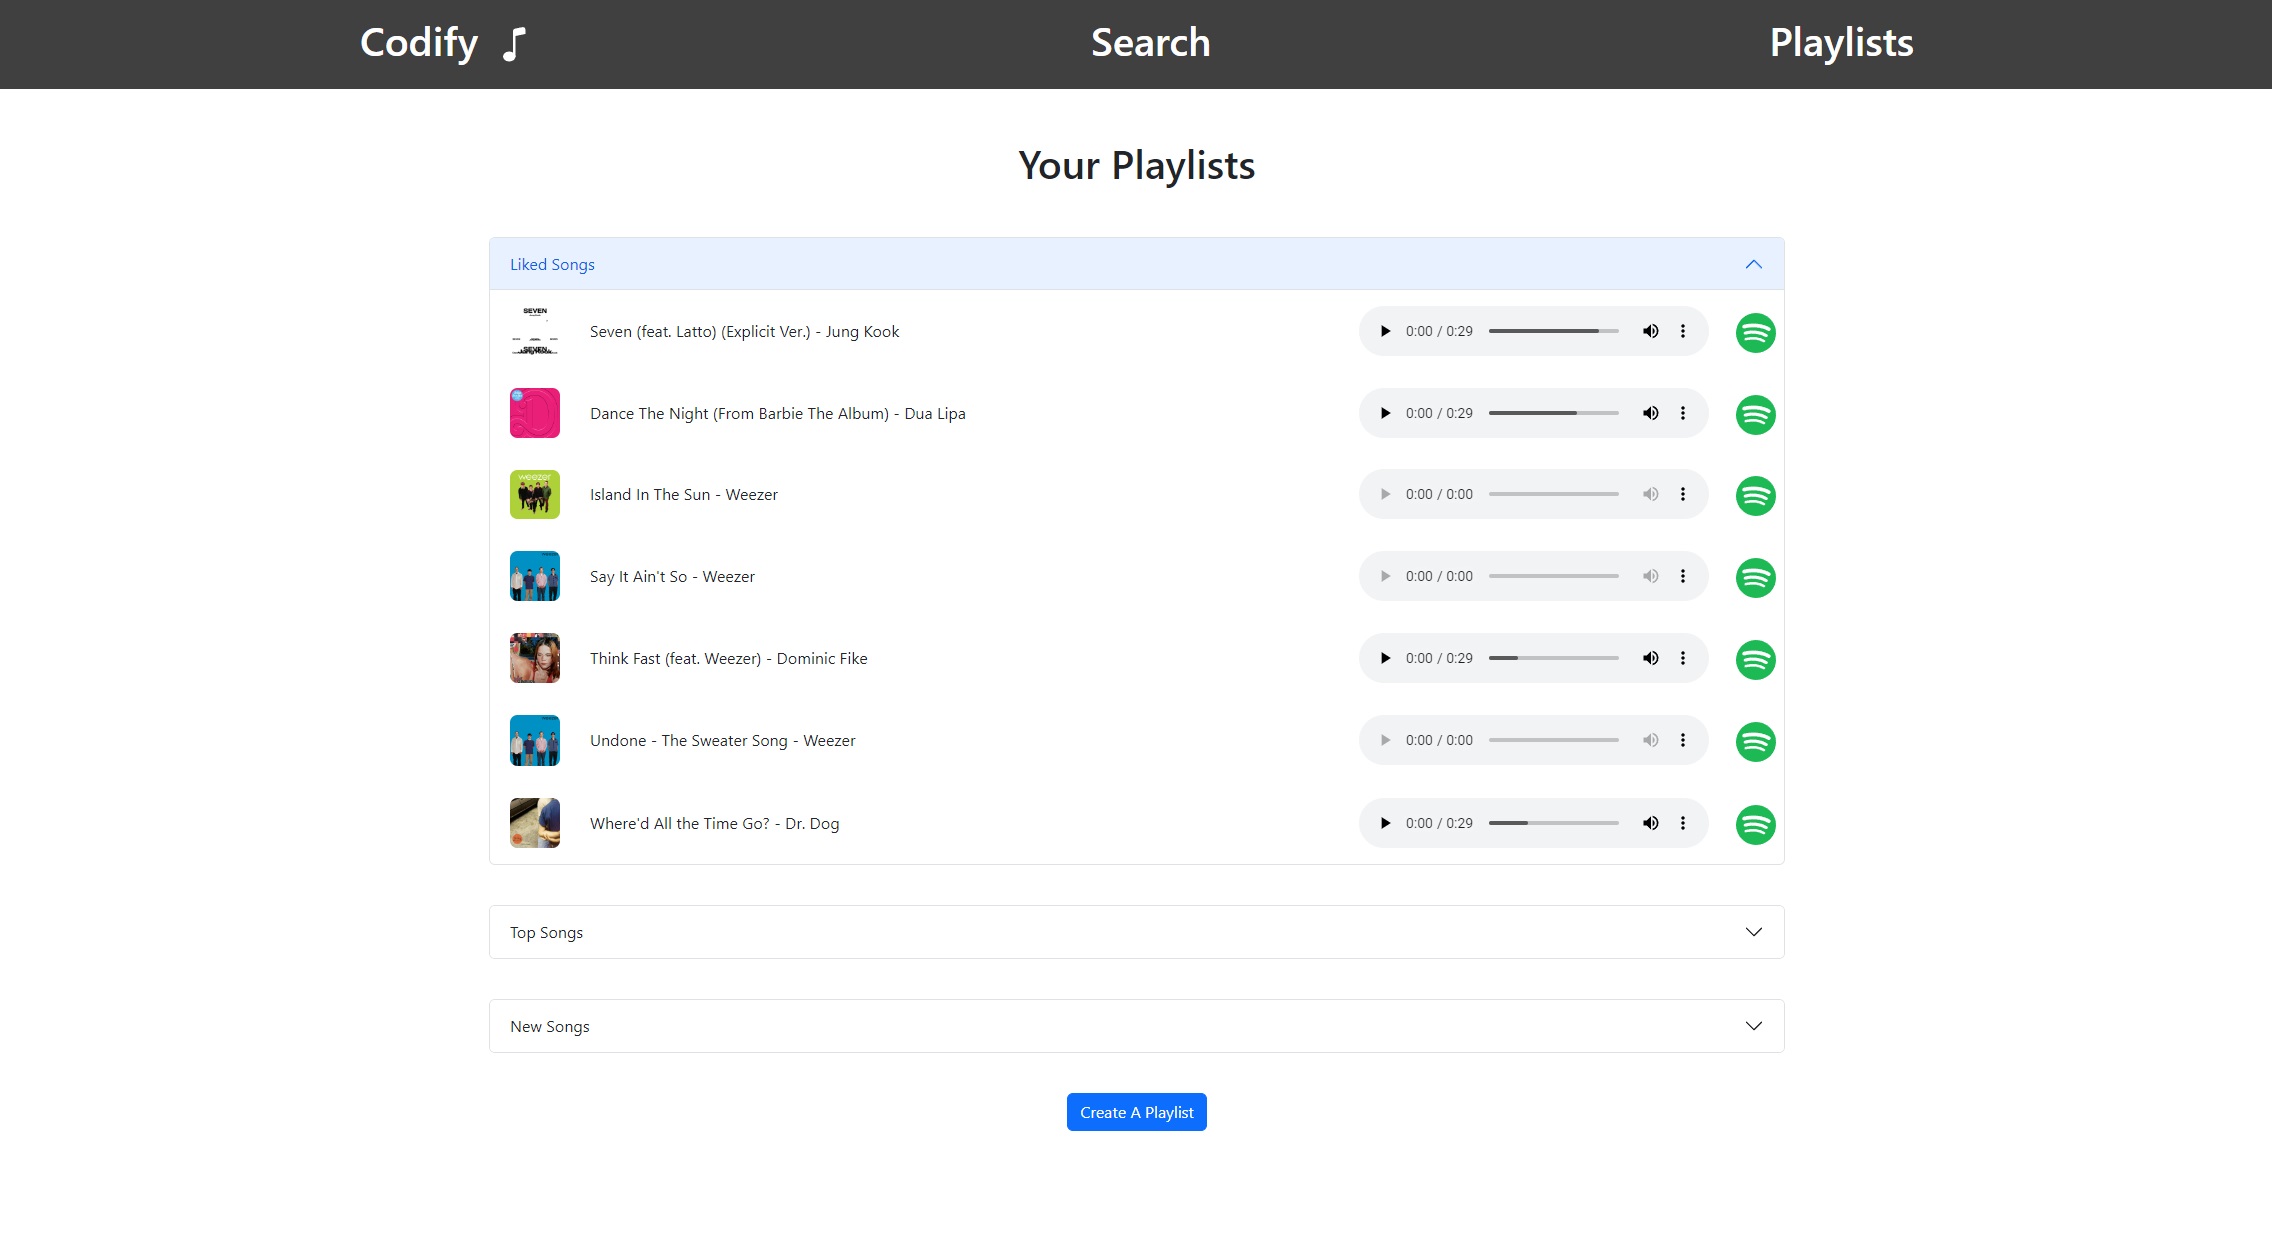 Codify
Search
Playlists
Your Playlists
Liked Songs
SEVEN
SEVEN
Seven (feat. Latto) (Explicit Ver.) - Jung Kook
0:00 / 0:29
Dance The Night (From Barbie The Album) - Dua Lipa
0:00 / 0:29
weezer
Island In The Sun - Weezer
0:00 / 0:00
Say It Ain't So - Weezer
0:00 / 0:00
Think Fast (feat. Weezer) - Dominic Fike
0:00 / 0:29
Undone - The Sweater Song - Weezer
0:00 / 0:00
Where'd All the Time Go? - Dr. Dog
0:00 / 0:29
Top Songs
New Songs
Create A Playlist